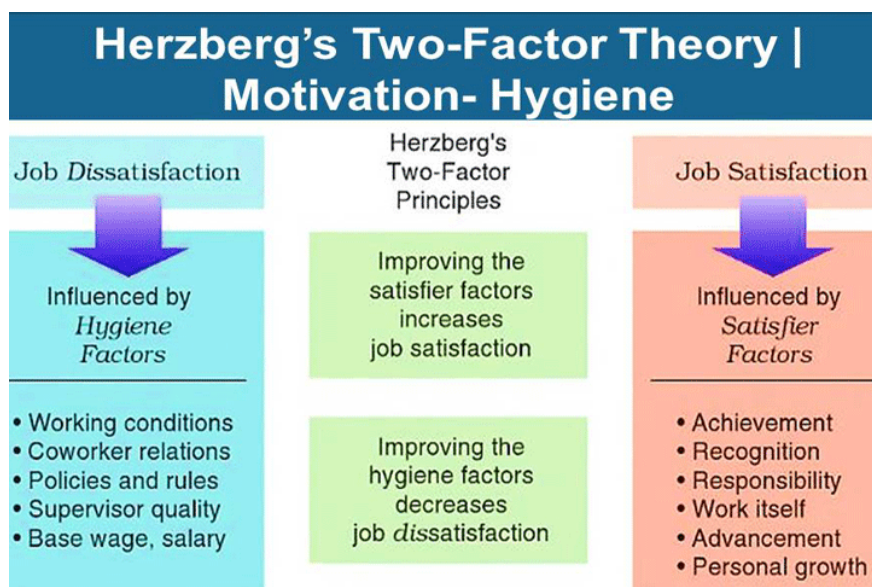 Herzberg's Two-Factor Theory |
Motivation- Hygiene
Job Dissatisfaction
Influenced by
Hygiene
Factors
• Working conditions
• Coworker relations
• Policies and rules
• Supervisor quality
• Base wage, salary
Herzberg's
Two-Factor
Principles
Improving the
satisfier factors
increases
job satisfaction
Improving the
hygiene factors
decreases
job dissatisfaction
Job Satisfaction
Influenced by
Satisfier
Factors
• Achievement
• Recognition
• Responsibility
• Work itself
• Advancement
• Personal growth